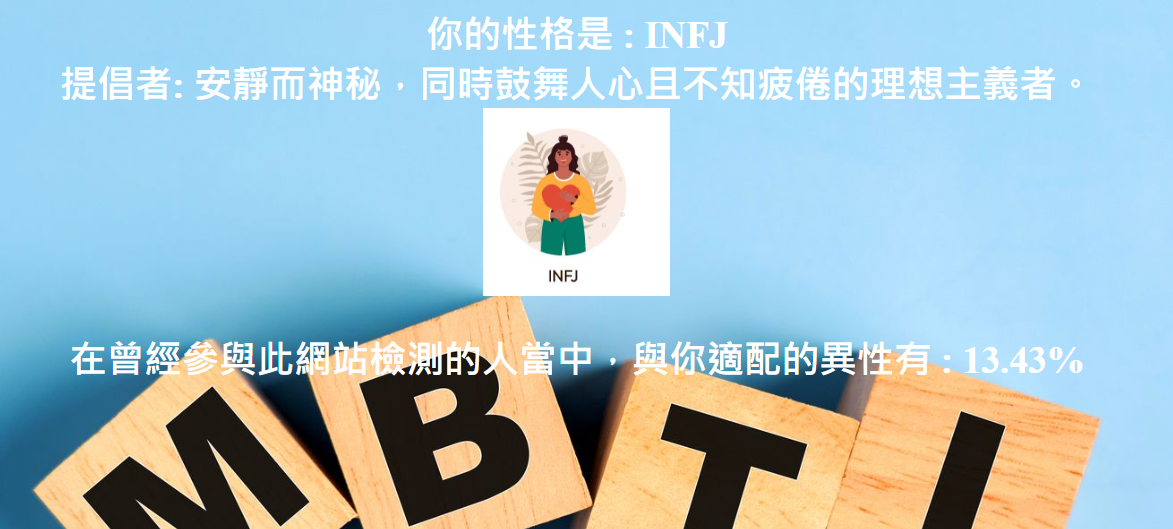 你的性格是 : INFJ
提倡者: 安靜而神秘，同時鼓舞人心且不知疲倦的理想主義者。
INFJ
在曾經參與此網站檢測的人當中，與你適配的異性有 : 13.43%
M B T I